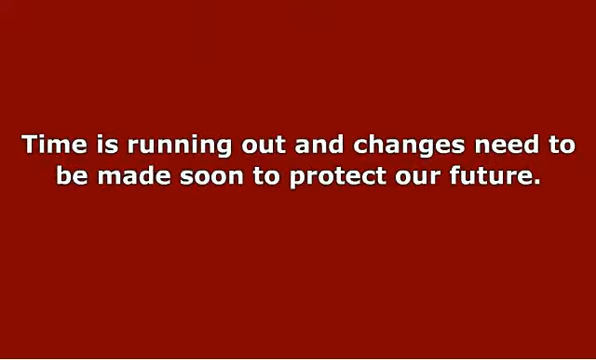 Time is running out and changes need to
be made soon to protect our future.